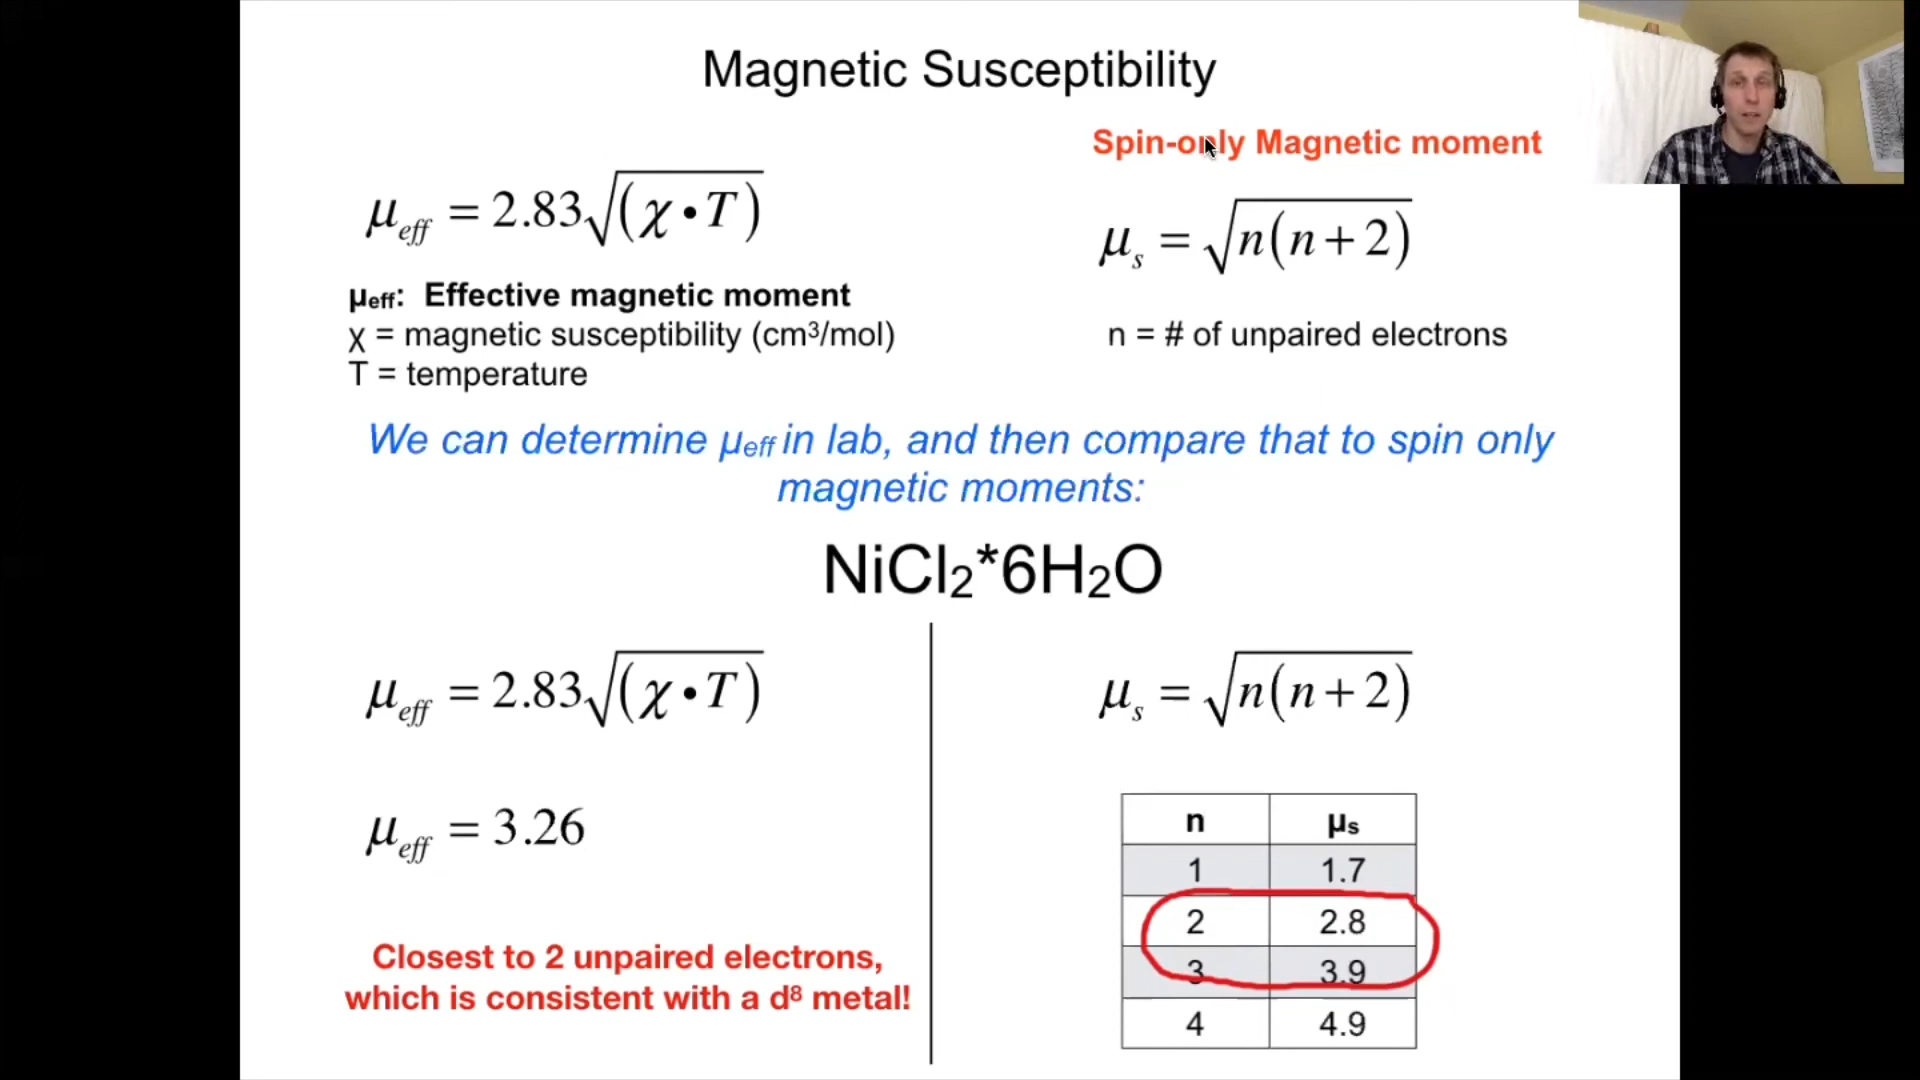 Magnetic Susceptibility
Spin-only Magnetic moment
μeff = 2.83√(χ•T)
μs = √n(n+2)
μeff: Effective magnetic moment
χ = magnetic susceptibility (cm³/mol)
n = # of unpaired electrons
T = temperature
We can determine μeff in lab, and then compare that to spin only
magnetic moments:
NiCl₂*6H₂O
μeff = 2.83√(χ•T)
μs = √n(n+2)
μeff = 3.26
n μs
1 1.7
2 2.8
3 3.9
4 4.9
Closest to 2 unpaired electrons,
which is consistent with a d⁸ metal!